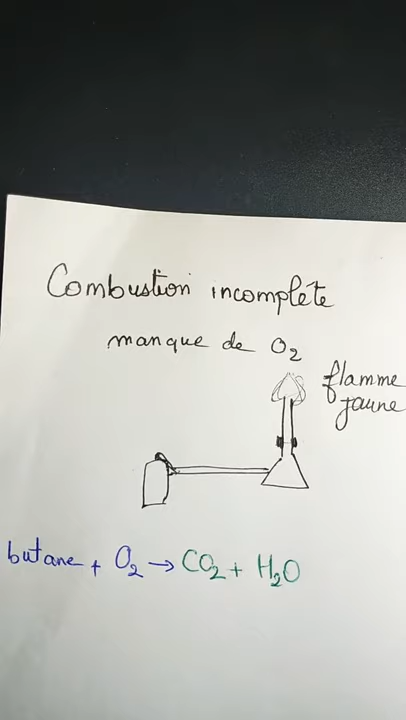 Combustion incomplète
manque de O₂
flamme
jaune
butane + O₂ → CO₂ + H₂O